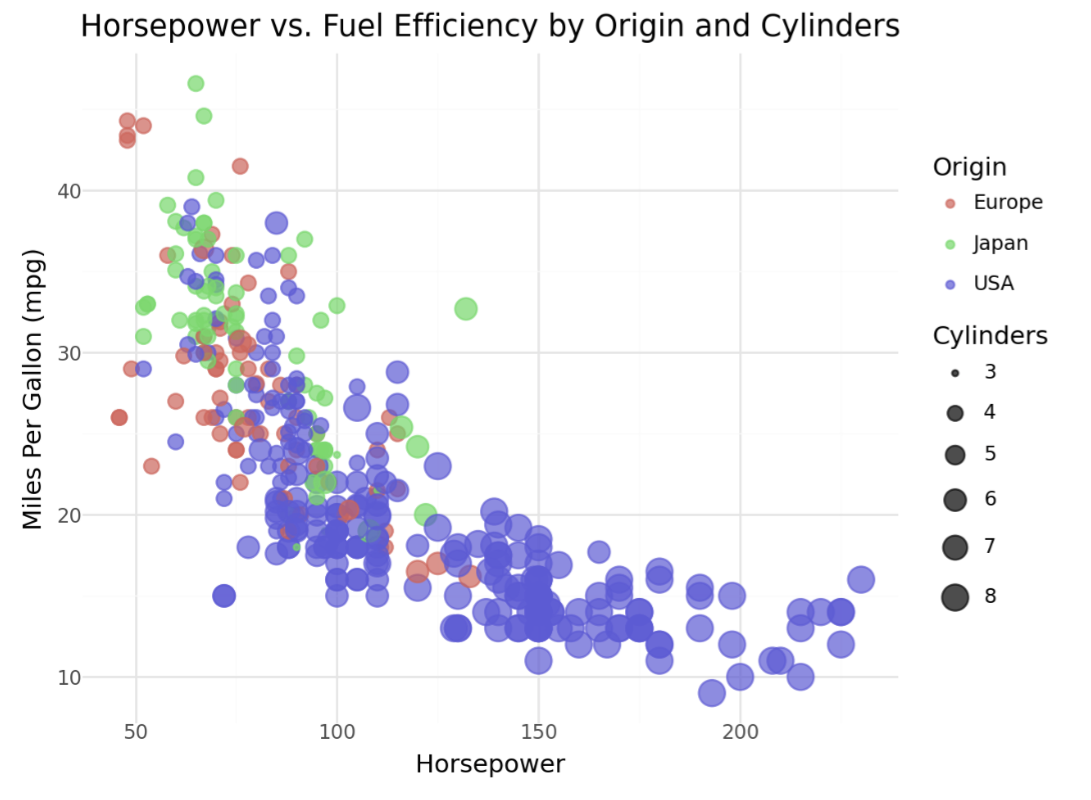 Horsepower vs. Fuel Efficiency by Origin and Cylinders
Miles Per Gallon (mpg)
40
30
20
10
50 100 150 200
Horsepower
Origin
Europe
Japan
USA
Cylinders
3
4
5
6
7
8